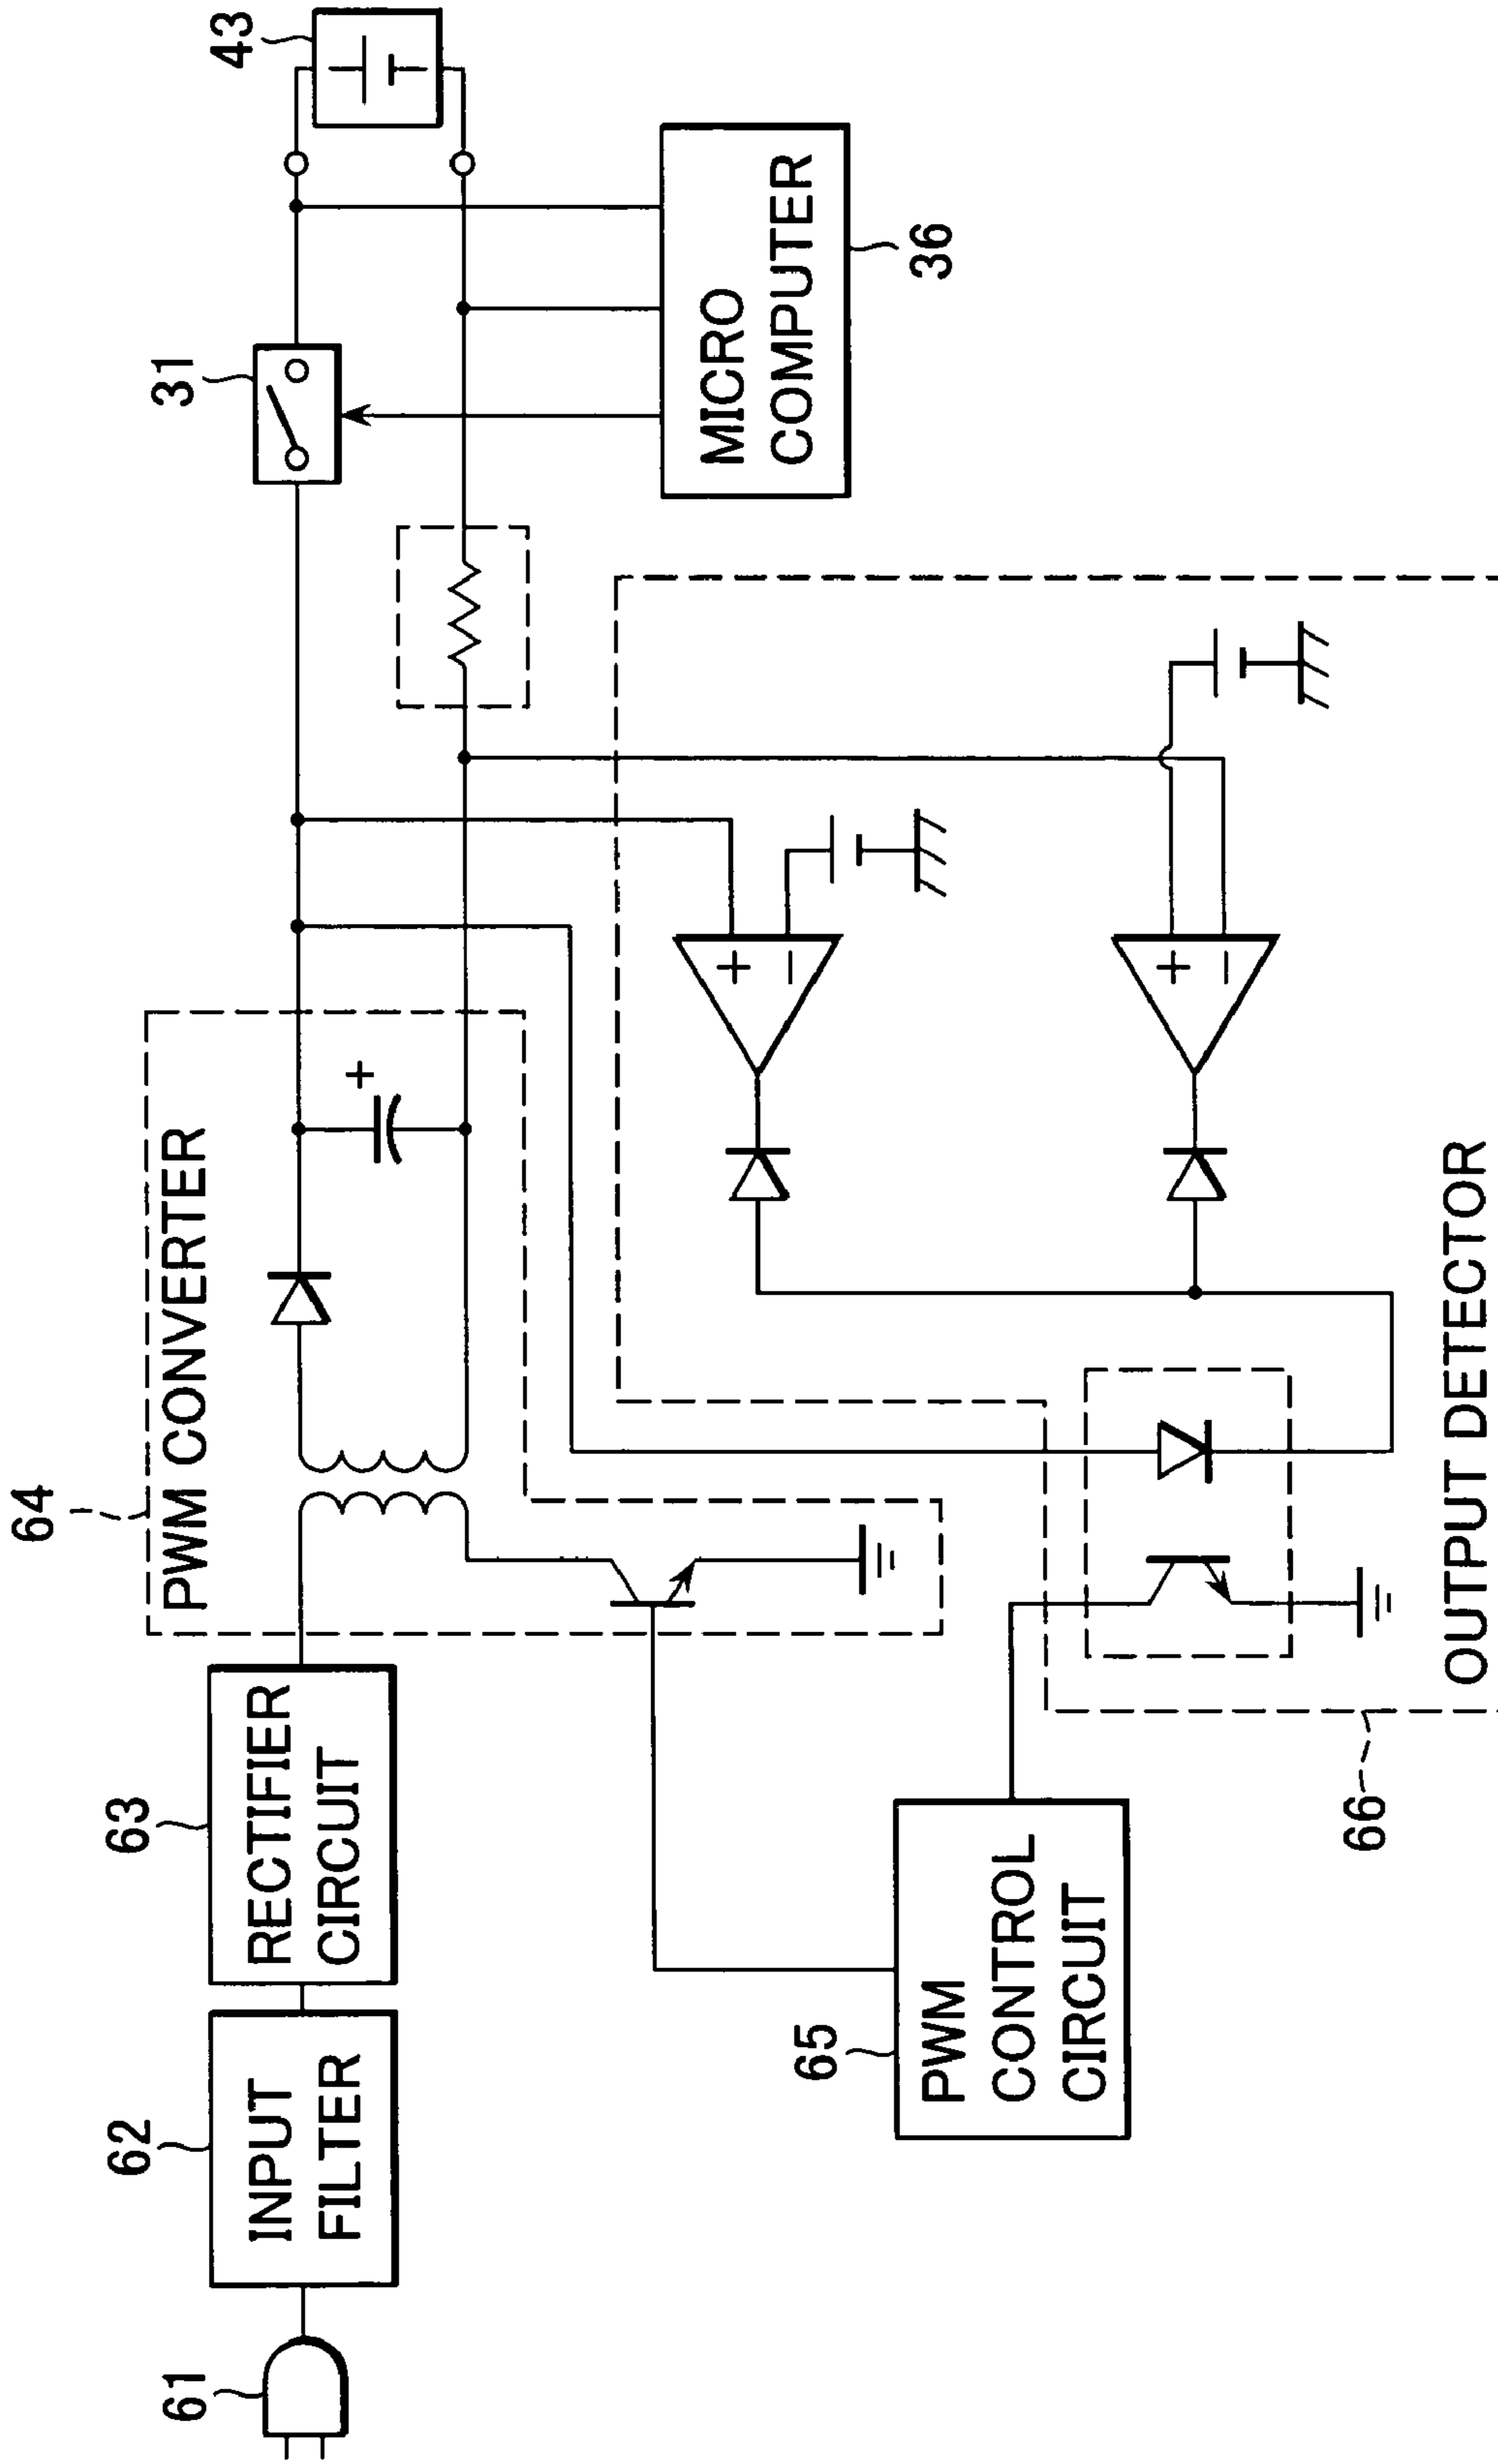 64
PWM CONVERTER
31
43
61
62
INPUT
FILTER
63
RECTIFIER
CIRCUIT
+
MICRO
COMPUTER
36
65
PWM
CONTROL
CIRCUIT
+
−
+
−
66
OUTPUT DETECTOR